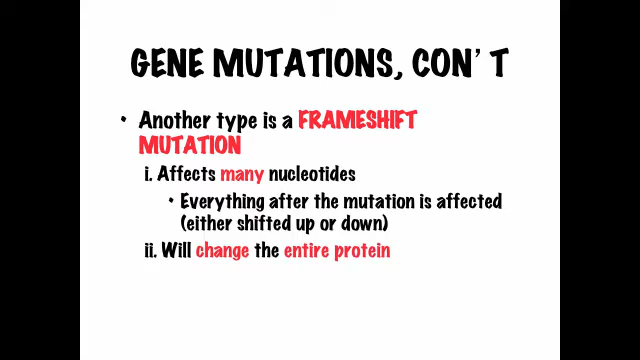 GENE MUTATIONS, CON’ T
• Another type is a FRAMESHIFT
MUTATION
i. Affects many nucleotides
• Everything after the mutation is affected
(either shifted up or down)
ii. Will change the entire protein